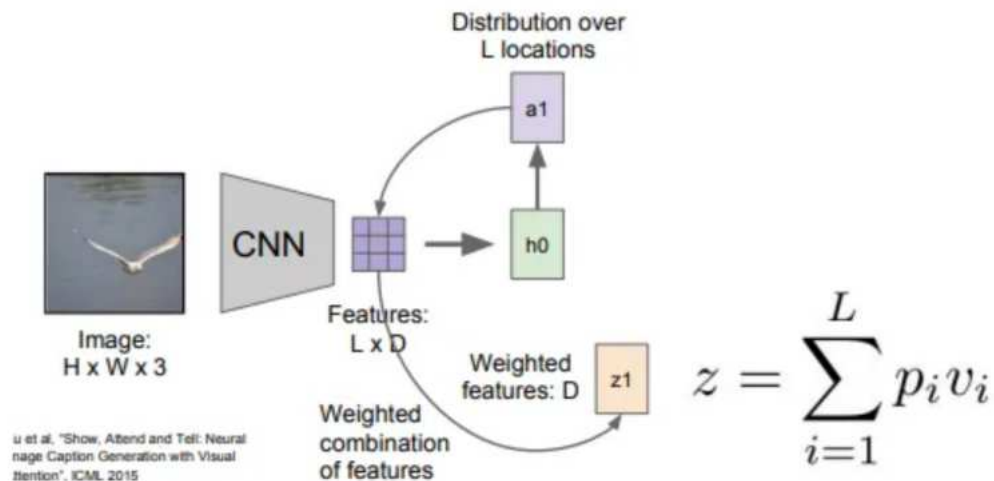 Distribution over
L locations
a1
CNN
h0
Image:
H x W x 3
Features:
L x D
Weighted
features: D
z1
z = \sum_{i=1}^{L} p_i v_i
Weighted
combination
of features
u et al, "Show, Attend and Tell: Neural
nage Caption Generation with Visual
ttention", ICML 2015